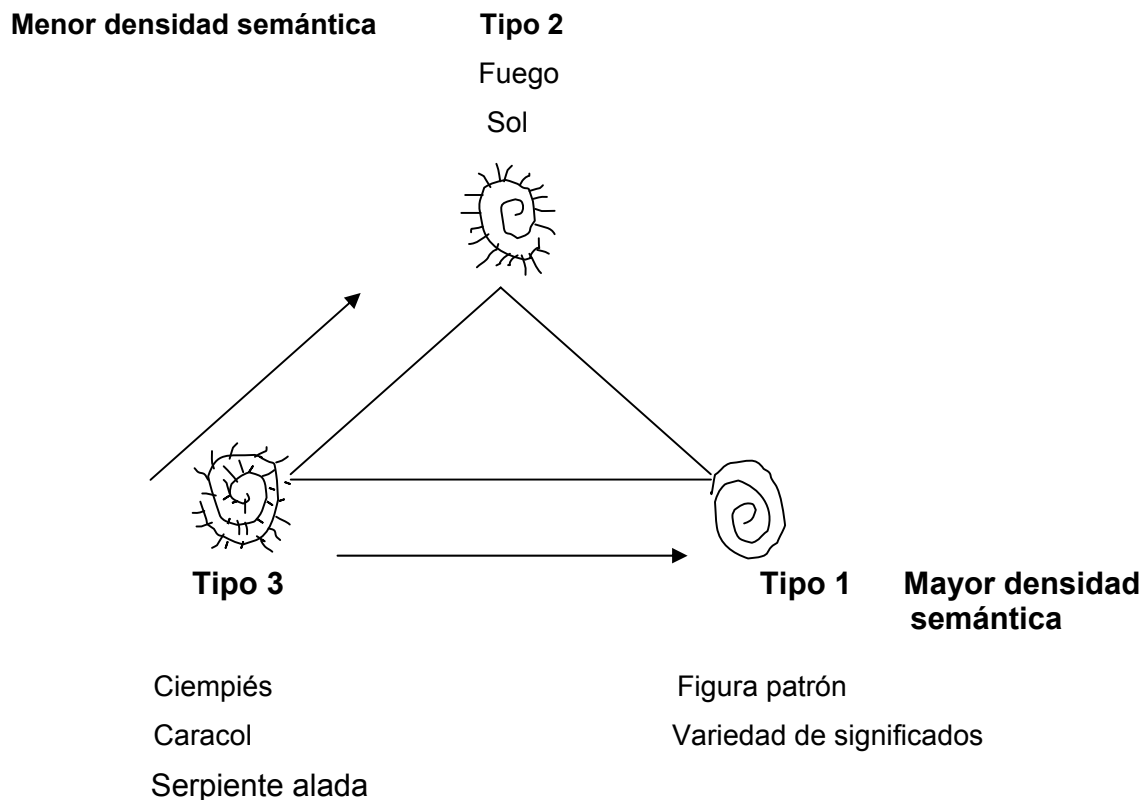 Menor densidad semántica Tipo 2
Fuego
Sol
Tipo 3 Tipo 1 Mayor densidad
semántica
Ciempiés Figura patrón
Caracol Variedad de significados
Serpiente alada